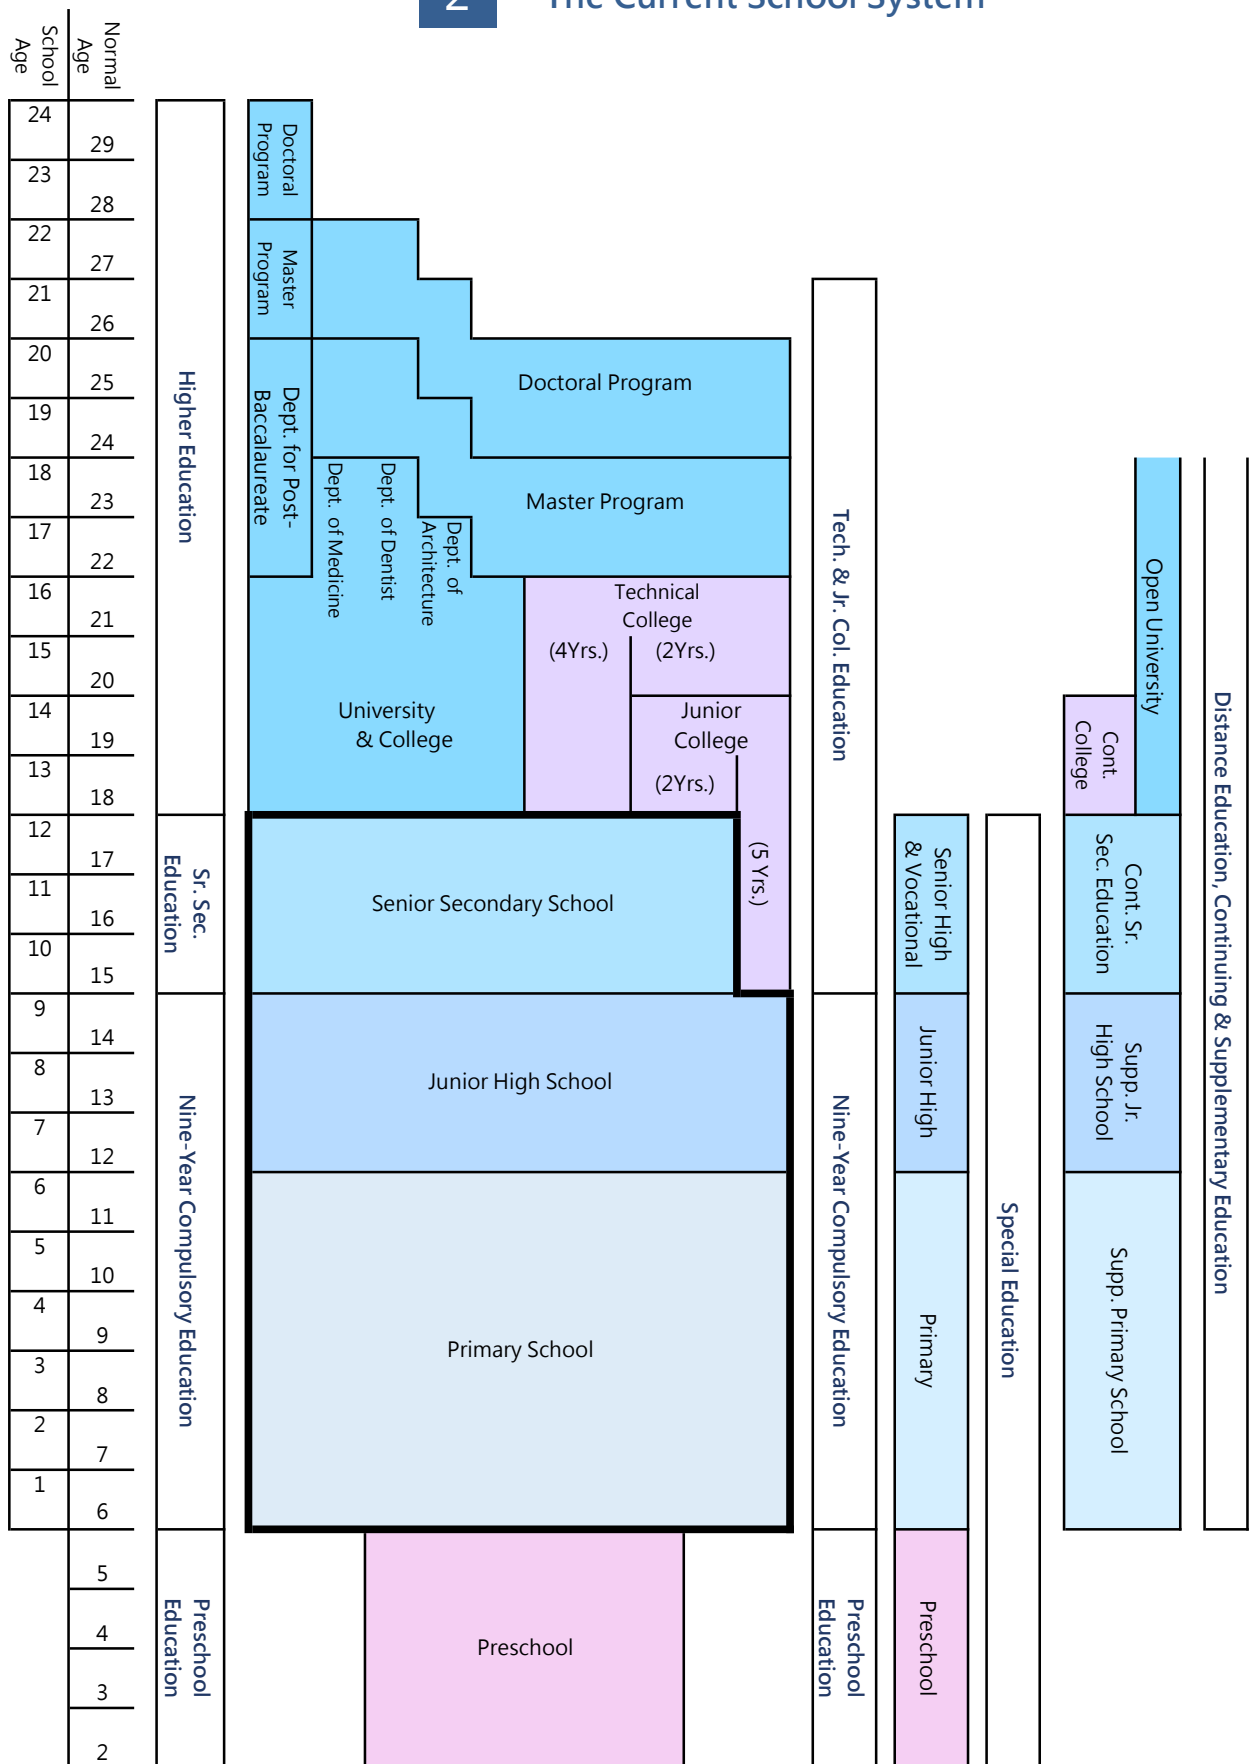 2 The Current School System
School Age
Normal Age
24
23
22
21
20
19
18
17
16
15
14
13
12
11
10
9
8
7
6
5
4
3
2
1
29
28
27
26
25
24
23
22
21
20
19
18
17
16
15
14
13
12
11
10
9
8
7
6
5
4
3
2
Higher Education
Sr. Sec.
Education
Nine-Year Compulsory Education
Preschool
Education
Doctoral
Program
Master
Program
Dept. for Post-
Baccalaureate
Dept. of Medicine
Dept. of Dentist
Dept. of
Architecture
Doctoral Program
Master Program
University
& College
Technical
College
(4Yrs.)
(2Yrs.)
Junior
College
(2Yrs.)
(5 Yrs.)
Senior Secondary School
Junior High School
Primary School
Preschool
Tech. & Jr. Col. Education
Nine-Year Compulsory Education
Preschool
Education
Senior High
& Vocational
Junior High
Primary
Preschool
Special Education
Open University
Cont.
College
Cont. Sr.
Sec. Education
Supp. Jr.
High School
Supp. Primary School
Distance Education, Continuing & Supplementary Education